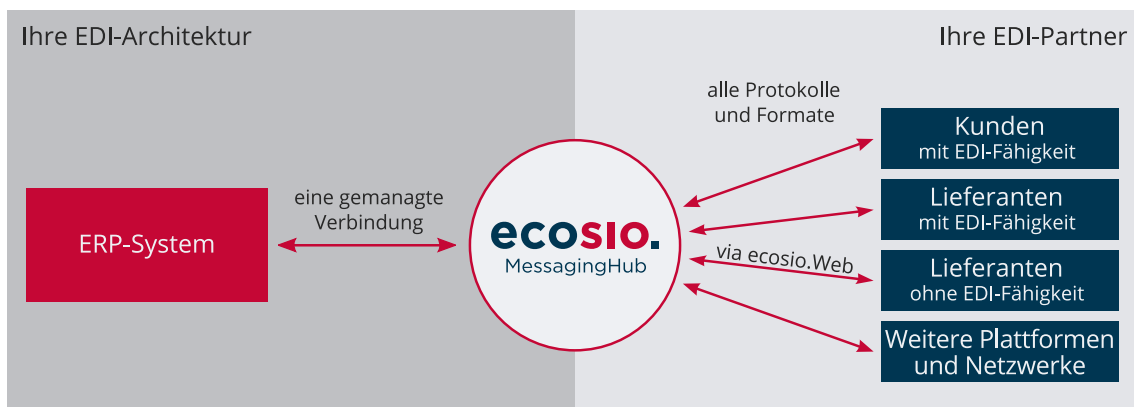 Ihre EDI-Architektur
Ihre EDI-Partner
ERP-System
eine gemanagte
Verbindung
ecosio.
MessagingHub
alle Protokolle
und Formate
via ecosio.Web
Kunden
mit EDI-Fähigkeit
Lieferanten
mit EDI-Fähigkeit
Lieferanten
ohne EDI-Fähigkeit
Weitere Plattformen
und Netzwerke